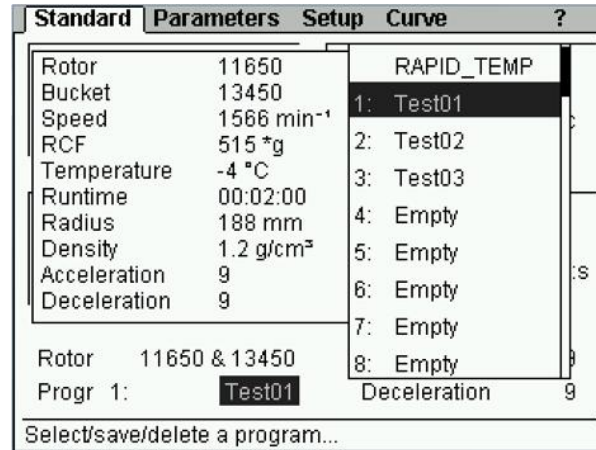 Standard Parameters Setup Curve ?
Rotor 11650
Bucket 13450
Speed 1566 min⁻¹
RCF 515 *g
Temperature -4 °C
Runtime 00:02:00
Radius 188 mm
Density 1.2 g/cm³
Acceleration 9
Deceleration 9
RAPID_TEMP
1: Test01
2: Test02
3: Test03
4: Empty
5: Empty
6: Empty
7: Empty
8: Empty
Rotor 11650 & 13450
Progr 1: Test01 Deceleration 9
Select/save/delete a program...